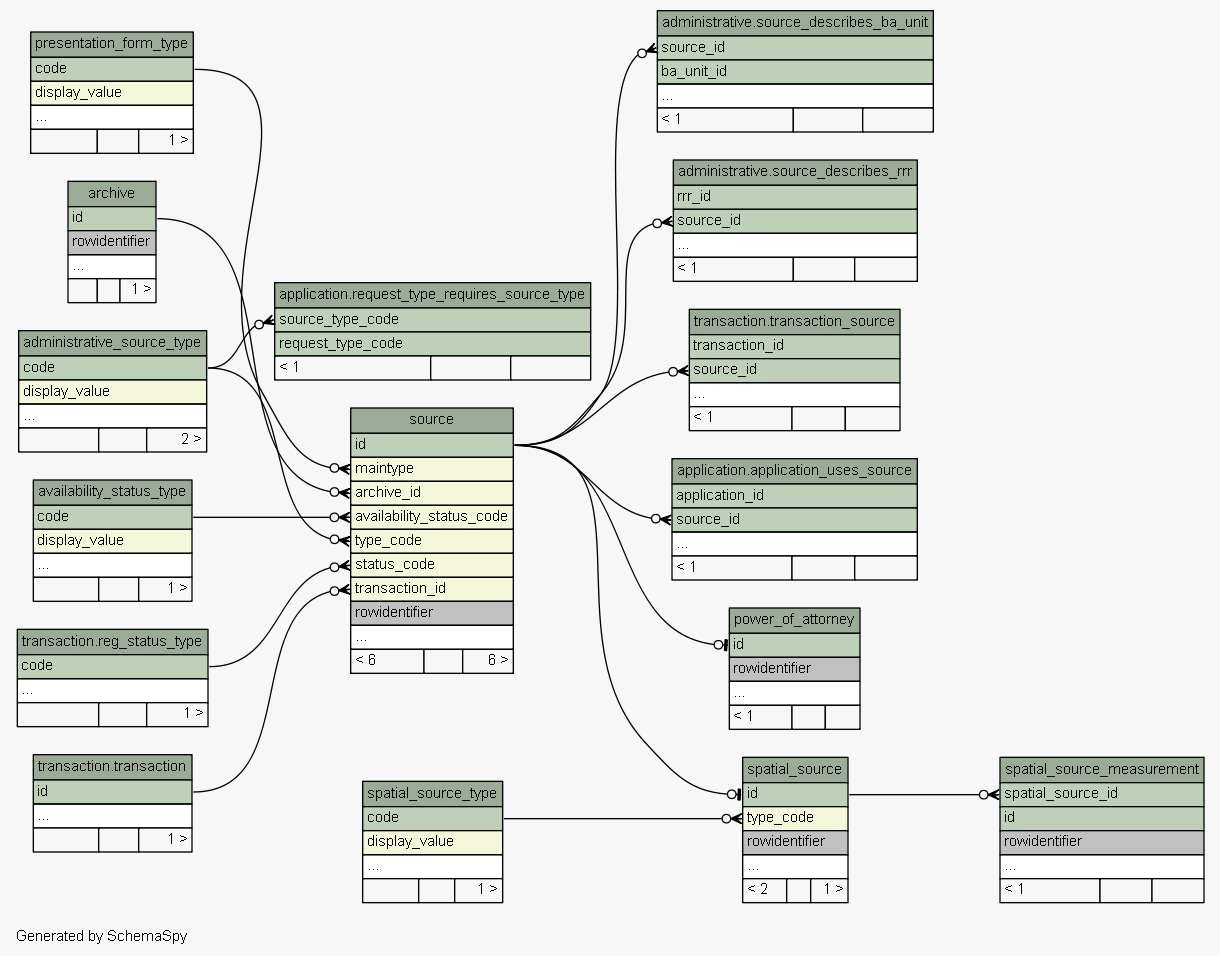 presentation_form_type
code
display_value
...
1 >
archive
id
rowidentifier
...
1 >
administrative_source_type
code
display_value
...
2 >
availability_status_type
code
display_value
...
1 >
transaction.reg_status_type
code
...
1 >
transaction.transaction
id
...
1 >
application.request_type_requires_source_type
source_type_code
request_type_code
< 1
source
id
maintype
archive_id
availability_status_code
type_code
status_code
transaction_id
rowidentifier
...
< 6 6 >
spatial_source_type
code
display_value
...
1 >
administrative.source_describes_ba_unit
source_id
ba_unit_id
...
< 1
administrative.source_describes_rrr
rrr_id
source_id
...
< 1
transaction.transaction_source
transaction_id
source_id
...
< 1
application.application_uses_source
application_id
source_id
...
< 1
power_of_attorney
id
rowidentifier
...
< 1
spatial_source
id
type_code
rowidentifier
...
< 2 1 >
spatial_source_measurement
spatial_source_id
id
rowidentifier
...
< 1
Generated by SchemaSpy